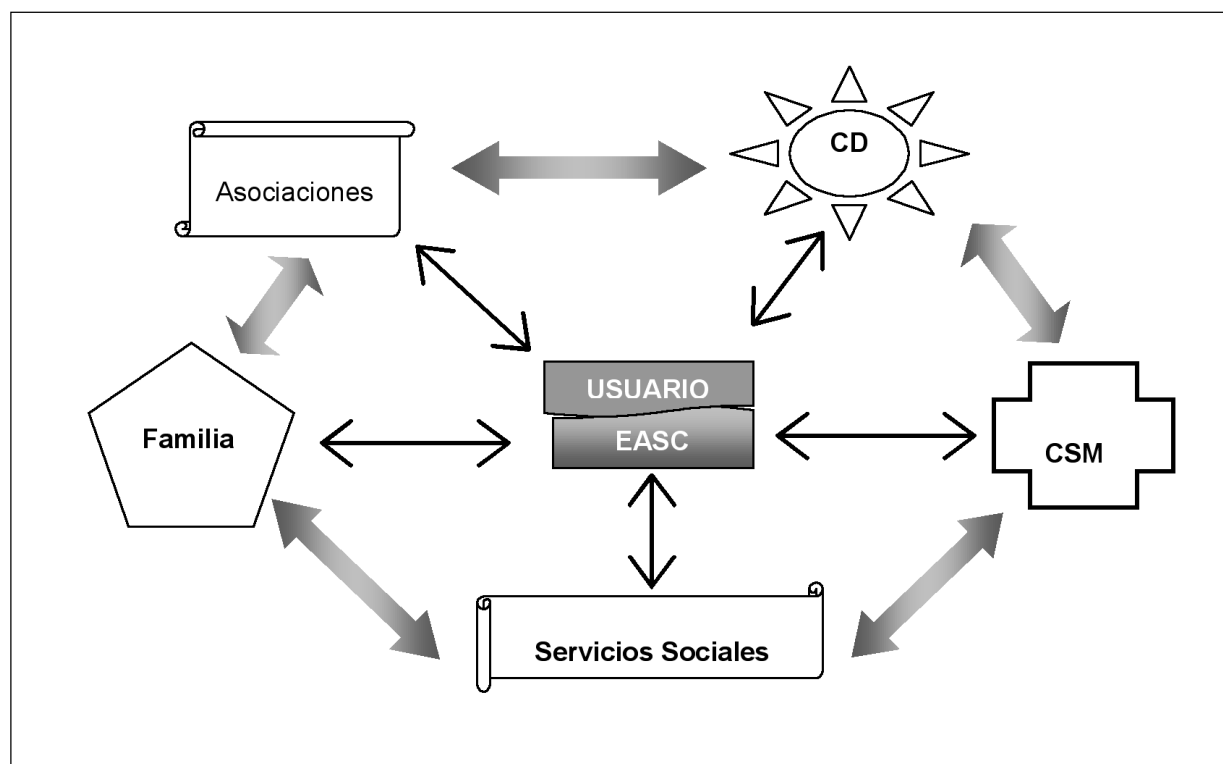 CD
Asociaciones
USUARIO
EASC
Familia
CSM
Servicios Sociales